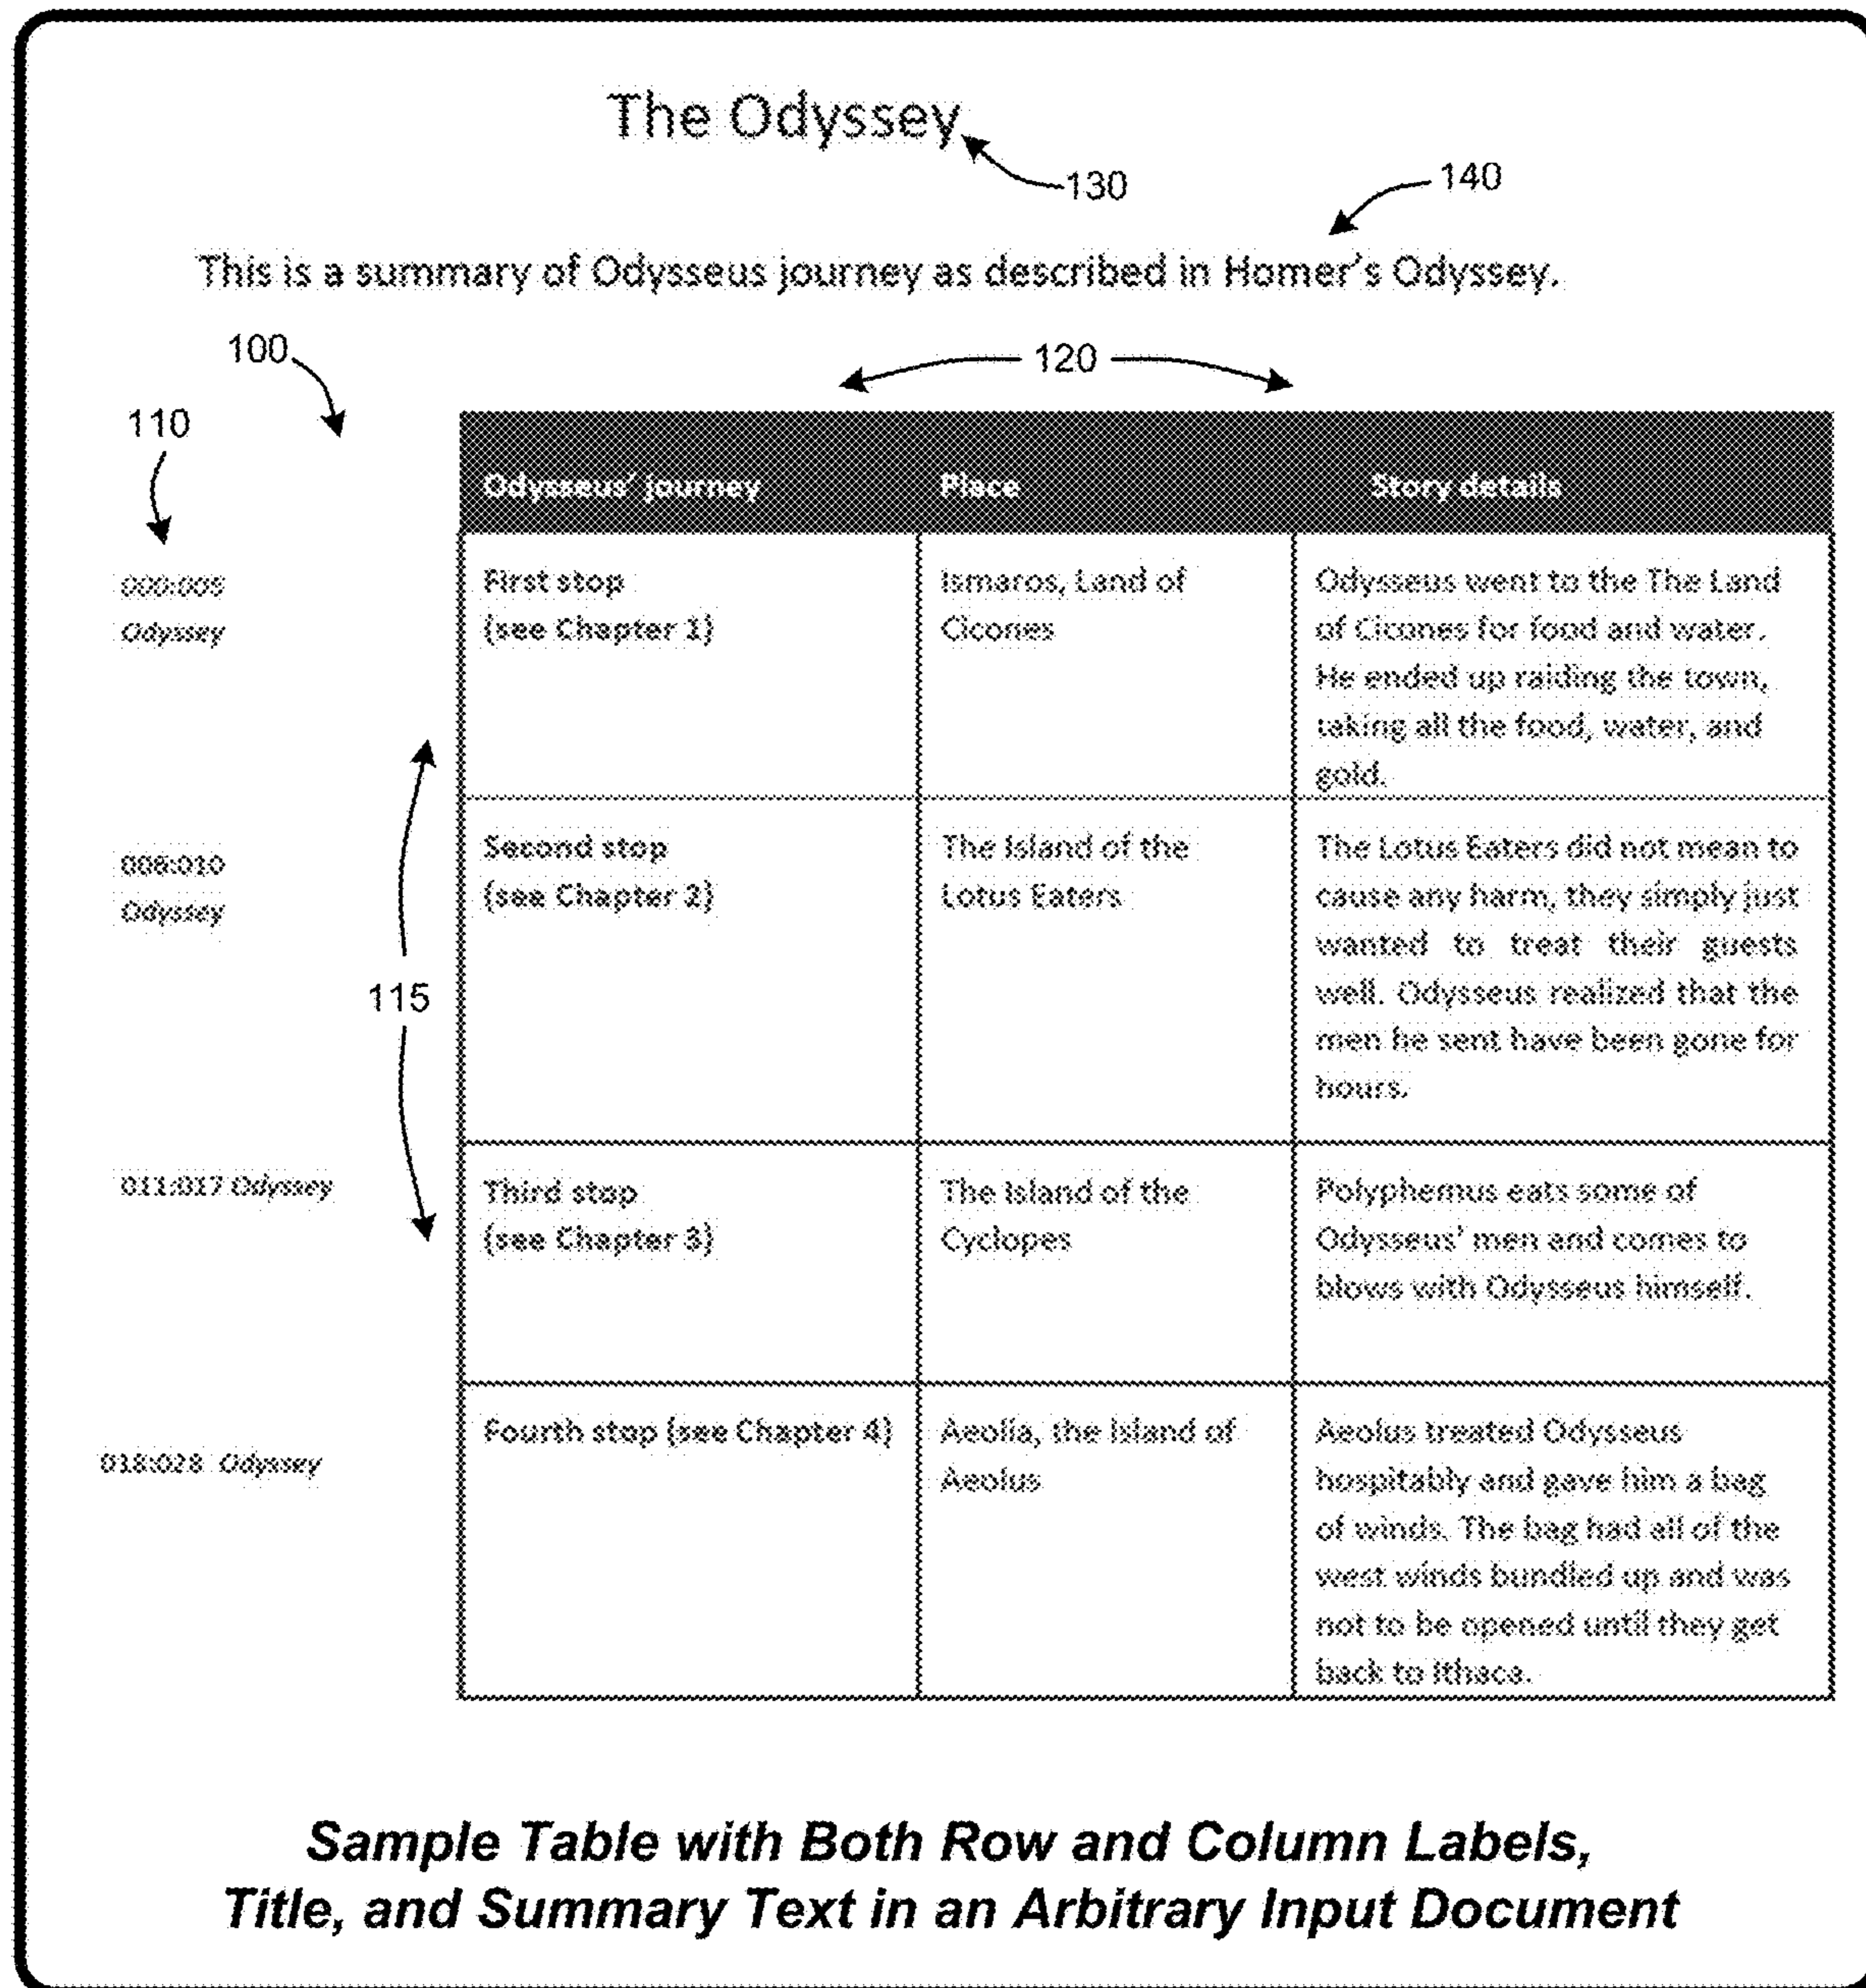 The Odyssey
130
140
This is a summary of Odysseus journey as described in Homer's Odyssey.
100
120
110
Odysseus' journey Place Story details
000:005
Odyssey
First stop
(see Chapter 1)
Ismaros, Land of
Cicones
Odysseus went to the The Land
of Cicones for food and water.
He ended up raiding the town,
taking all the food, water, and
gold.
006:010
Odyssey
Second stop
(see Chapter 2)
The Island of the
Lotus Eaters
The Lotus Eaters did not mean to
cause any harm, they simply just
wanted to treat their guests
well. Odysseus realized that the
men he sent have been gone for
hours.
115
011:017 Odyssey
Third stop
(see Chapter 3)
The Island of the
Cyclopes
Polyphemus eats some of
Odysseus' men and comes to
blows with Odysseus himself.
018:028 Odyssey
Fourth stop (see Chapter 4)
Aeolia, the island of
Aeolus
Aeolus treated Odysseus
hospitably and gave him a bag
of winds. The bag had all of the
west winds bundled up and was
not to be opened until they get
back to Ithaca.
Sample Table with Both Row and Column Labels,
Title, and Summary Text in an Arbitrary Input Document